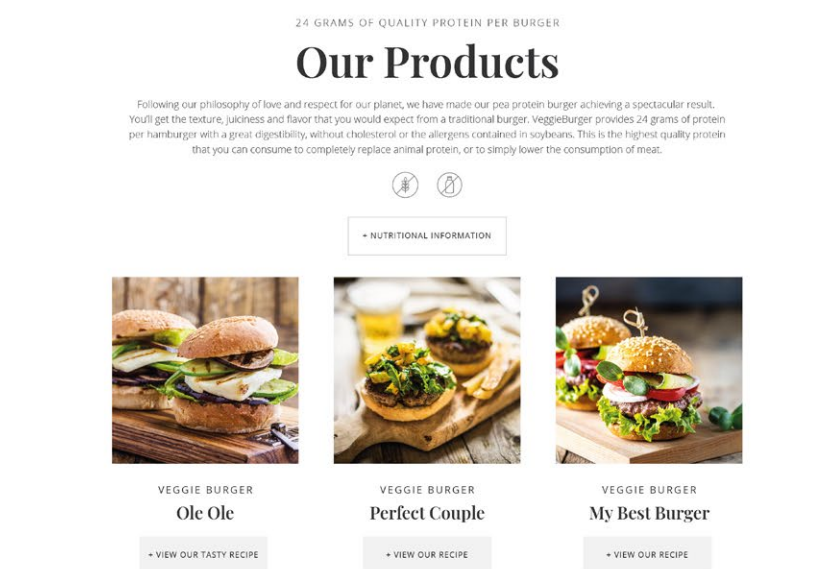 24 GRAMS OF QUALITY PROTEIN PER BURGER
Our Products
Following our philosophy of love and respect for our planet, we have made our pea protein burger achieving a spectacular result.
You'll get the texture, juiciness and flavor that you would expect from a traditional burger. VeggieBurger provides 24 grams of protein
per hamburger with a great digestibility, without cholesterol or the allergens contained in soybeans. This is the highest quality protein
that you can consume to completely replace animal protein, or to simply lower the consumption of meat.
+ NUTRITIONAL INFORMATION
VEGGIE BURGER
Ole Ole
+ VIEW OUR TASTY RECIPE
VEGGIE BURGER
Perfect Couple
+ VIEW OUR RECIPE
VEGGIE BURGER
My Best Burger
+ VIEW OUR RECIPE